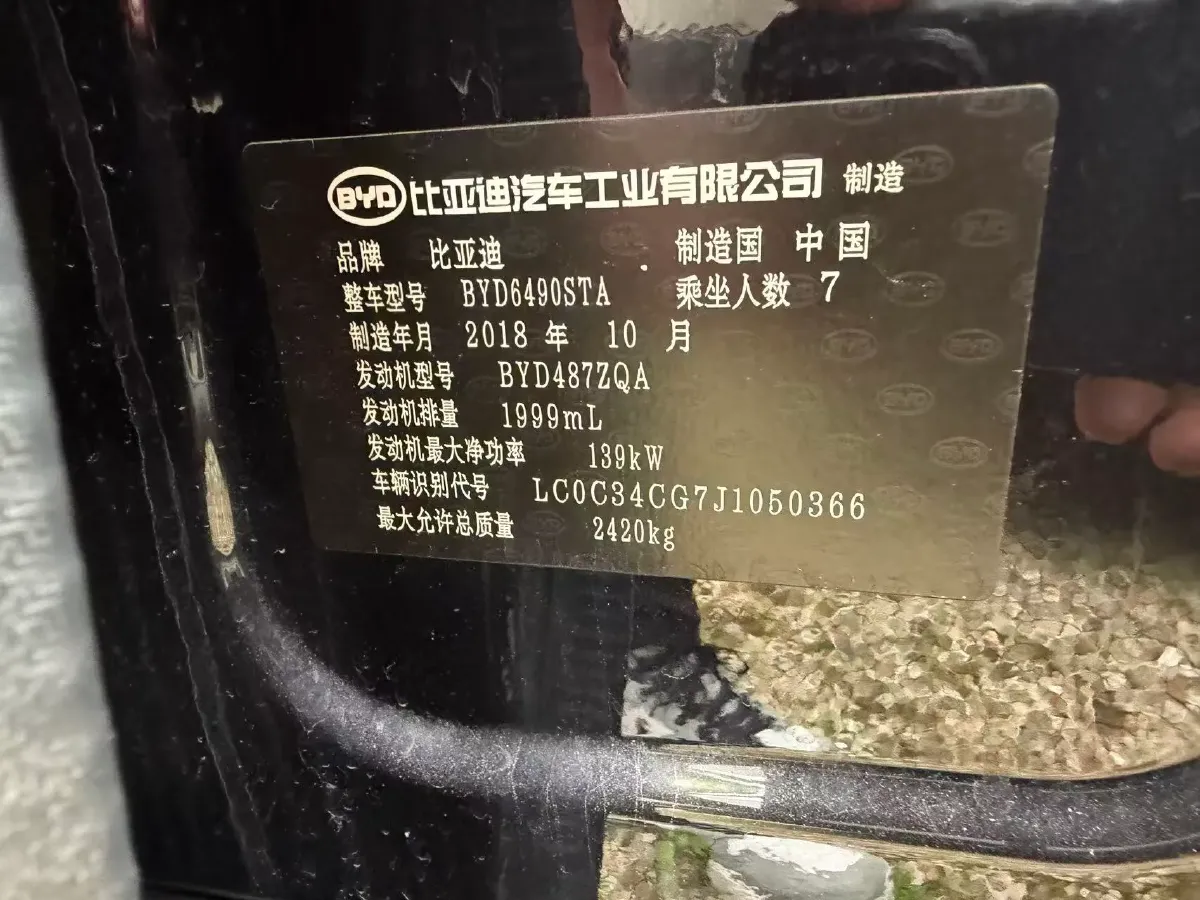 BYD 比亚迪汽车工业有限公司 制造
品牌 比亚迪 制造国 中国
整车型号 BYD6490STA 乘坐人数 7
制造年月 2018 年 10 月
发动机型号 BYD487ZQA
发动机排量 1999mL
发动机最大净功率 139kW
车辆识别代号 LC0C34CG7J1050366
最大允许总质量 2420kg